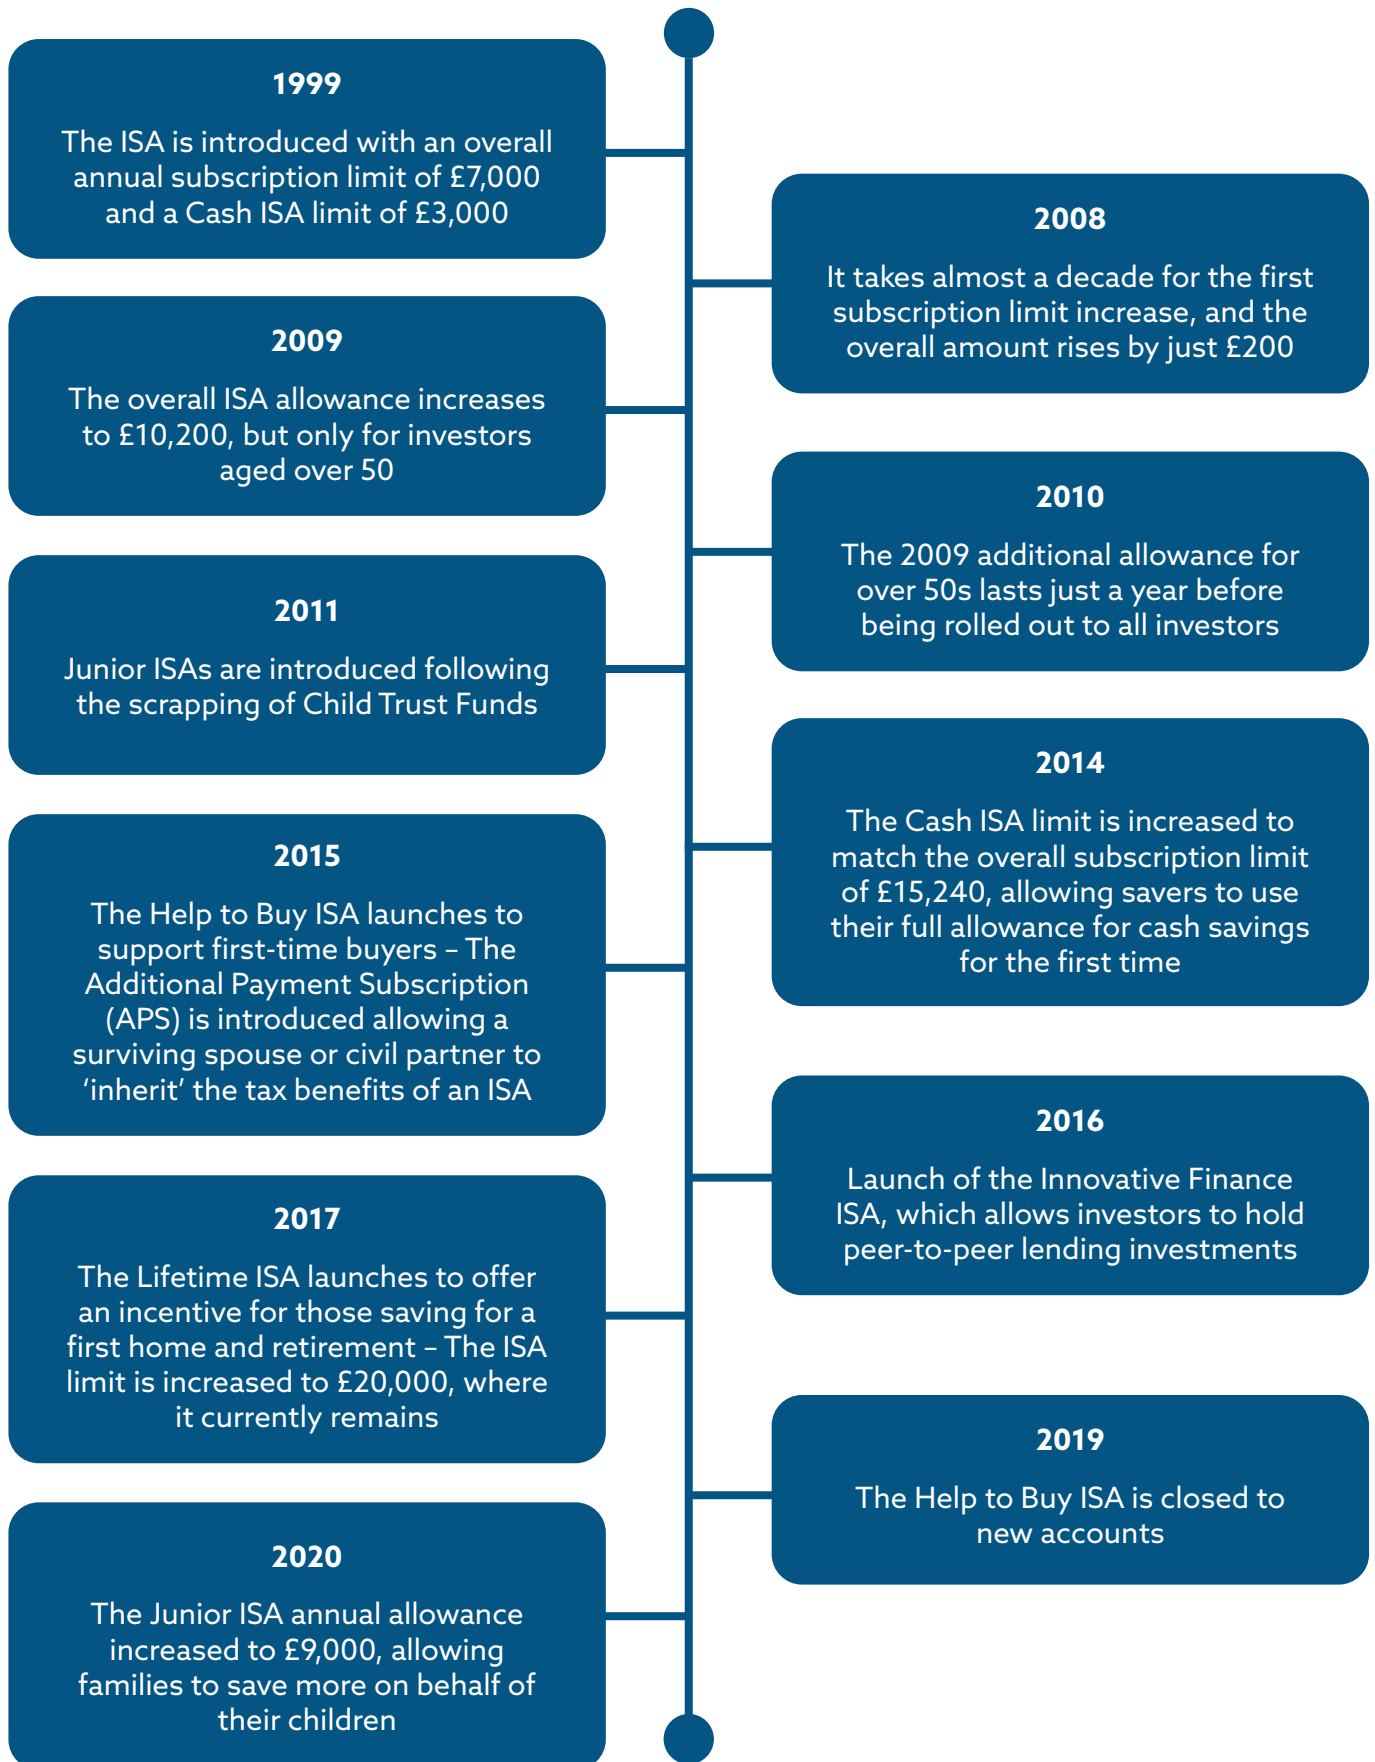 1999
The ISA is introduced with an overall
annual subscription limit of £7,000
and a Cash ISA limit of £3,000
2008
It takes almost a decade for the first
subscription limit increase, and the
overall amount rises by just £200
2009
The overall ISA allowance increases
to £10,200, but only for investors
aged over 50
2010
The 2009 additional allowance for
over 50s lasts just a year before
being rolled out to all investors
2011
Junior ISAs are introduced following
the scrapping of Child Trust Funds
2014
The Cash ISA limit is increased to
match the overall subscription limit
of £15,240, allowing savers to use
their full allowance for cash savings
for the first time
2015
The Help to Buy ISA launches to
support first-time buyers – The
Additional Payment Subscription
(APS) is introduced allowing a
surviving spouse or civil partner to
‘inherit’ the tax benefits of an ISA
2016
Launch of the Innovative Finance
ISA, which allows investors to hold
peer-to-peer lending investments
2017
The Lifetime ISA launches to offer
an incentive for those saving for a
first home and retirement – The ISA
limit is increased to £20,000, where
it currently remains
2019
The Help to Buy ISA is closed to
new accounts
2020
The Junior ISA annual allowance
increased to £9,000, allowing
families to save more on behalf of
their children